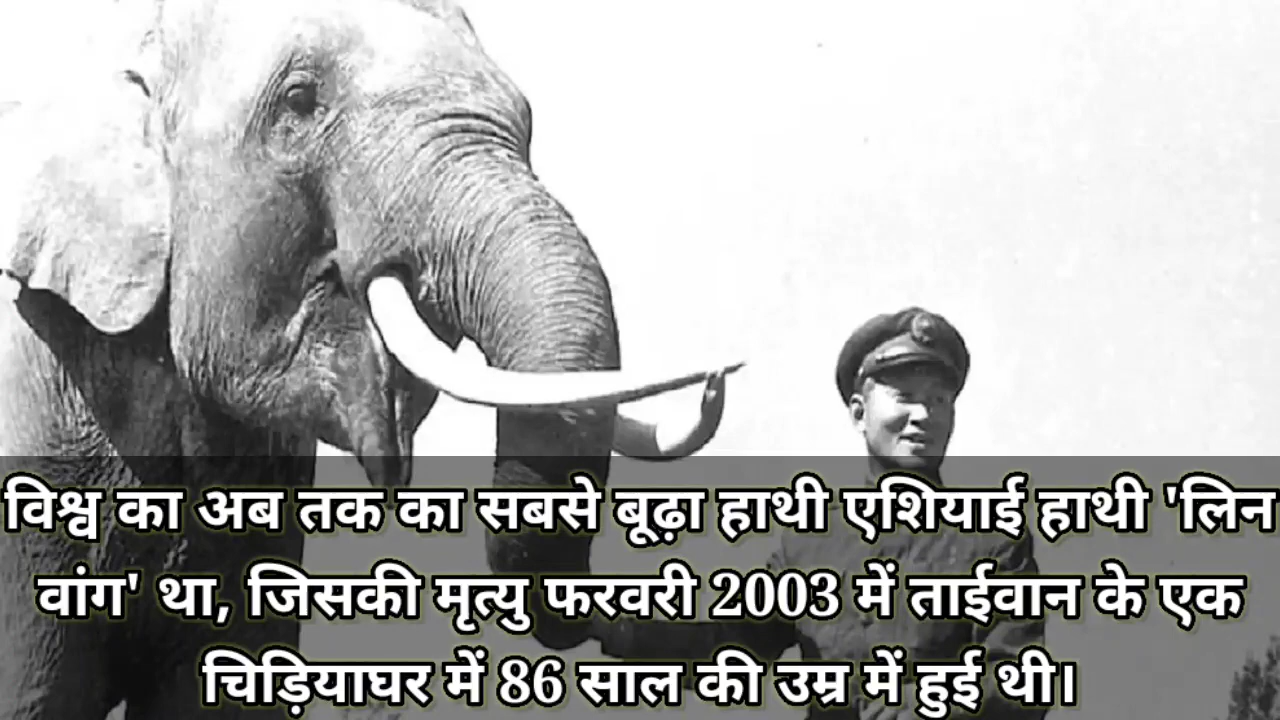 विश्व का अब तक का सबसे बूढ़ा हाथी एशियाई हाथी 'लिन
वांग' था, जिसकी मृत्यु फरवरी 2003 में ताईवान के एक
चिड़ियाघर में 86 साल की उम्र में हुई थी।